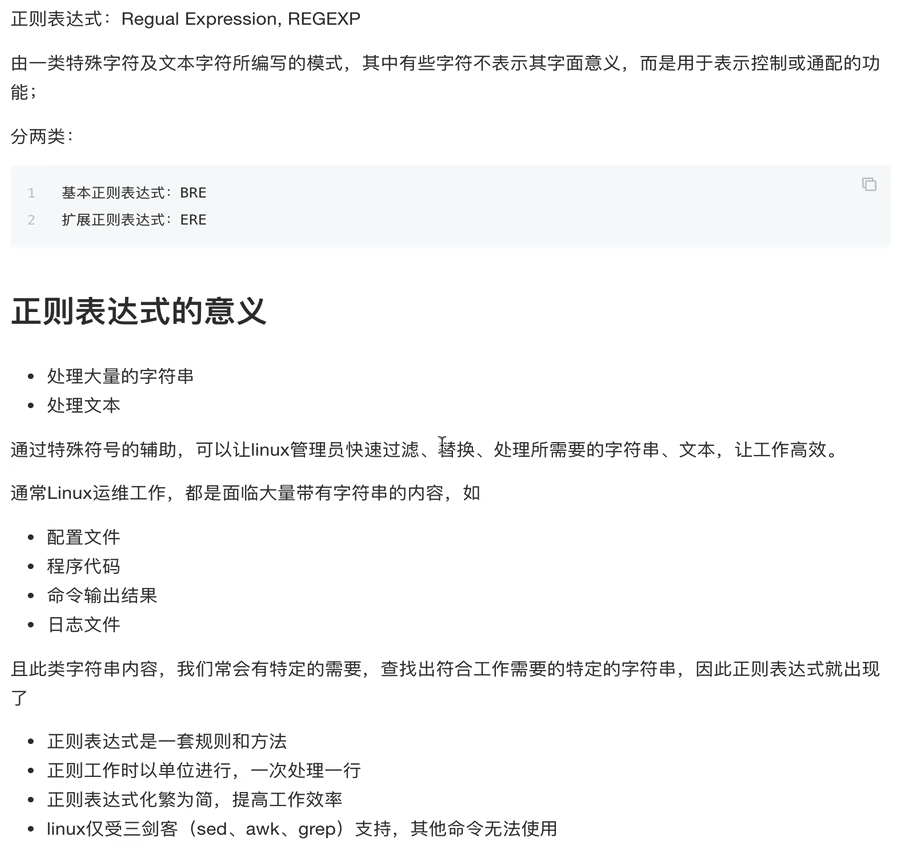 正则表达式：Regual Expression, REGEXP
由一类特殊字符及文本字符所编写的模式，其中有些字符不表示其字面意义，而是用于表示控制或通配的功
能；
分两类：
1 基本正则表达式：BRE
2 扩展正则表达式：ERE
正则表达式的意义
• 处理大量的字符串
• 处理文本
通过特殊符号的辅助，可以让linux管理员快速过滤、替换、处理所需要的字符串、文本，让工作高效。
通常Linux运维工作，都是面临大量带有字符串的内容，如
• 配置文件
• 程序代码
• 命令输出结果
• 日志文件
且此类字符串内容，我们常会有特定的需要，查找出符合工作需要的特定的字符串，因此正则表达式就出现
了
• 正则表达式是一套规则和方法
• 正则工作时以单位进行，一次处理一行
• 正则表达式化繁为简，提高工作效率
• linux仅受三剑客（sed、awk、grep）支持，其他命令无法使用